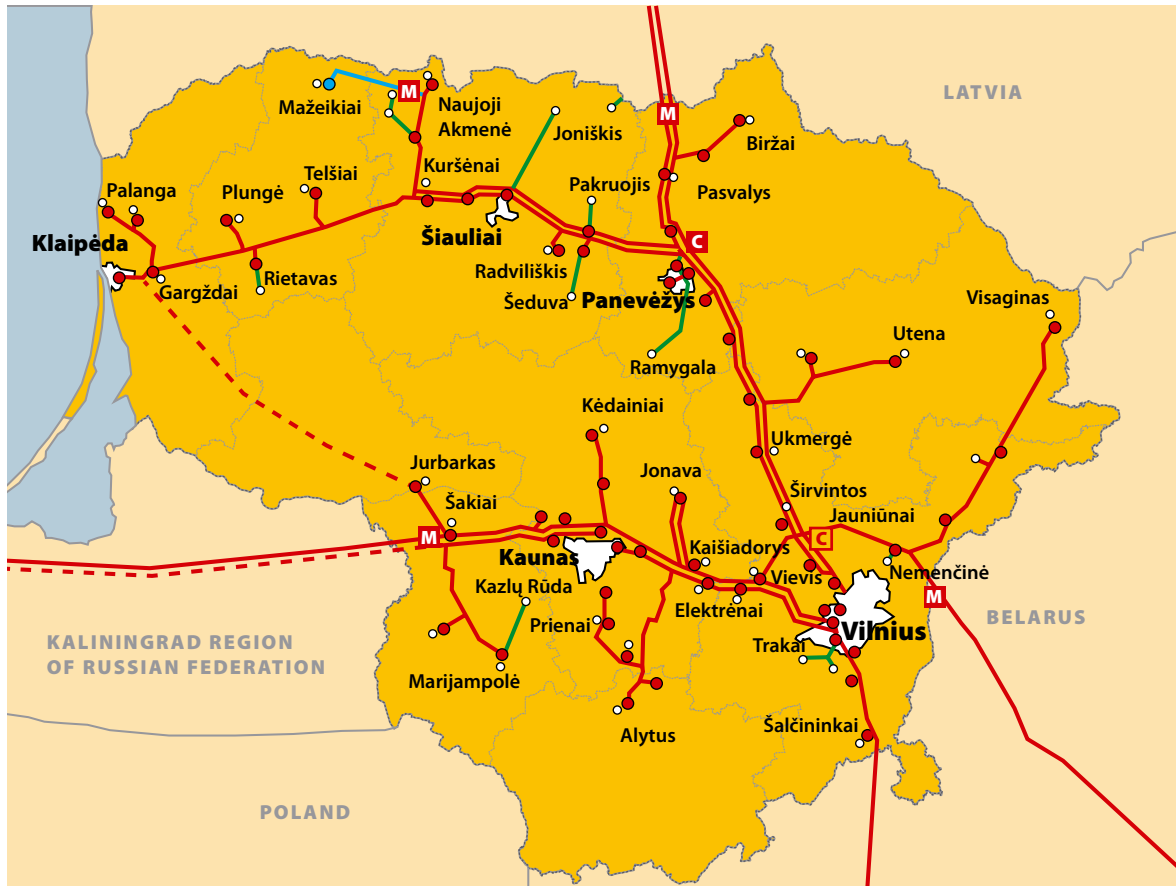 LATVIA
M
Mažeikiai
M
Naujoji
Akmenė
Joniškis
Biržai
Telšiai
Kuršėnai
Pakruojis
Pasvalys
Palanga
Plungė
Klaipėda
Šiauliai
C
Gargždai
Rietavas
Radviliškis
Šeduva
Panevėžys
Visaginas
Utena
Ramygala
Kėdainiai
Ukmergė
Jurbarkas
Jonava
Širvintos
Šakiai
Jauniūnai
M
C
Kaunas
Kaišiadorys
Vievis
Nemenčinė
Kazlų Rūda
Elektrėnai
M
Prienai
BELARUS
KALININGRAD REGION
OF RUSSIAN FEDERATION
Vilnius
Trakai
Marijampolė
Alytus
Šalčininkai
POLAND